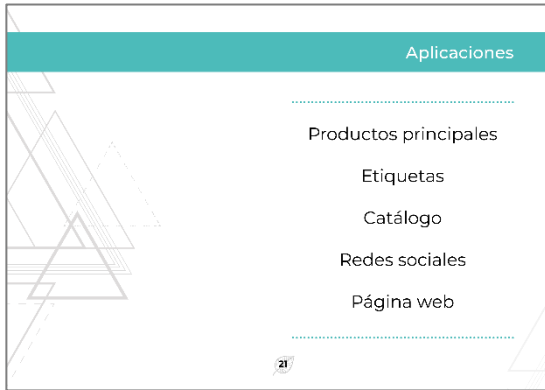 Aplicaciones
Productos principales
Etiquetas
Catálogo
Redes sociales
Página web
21